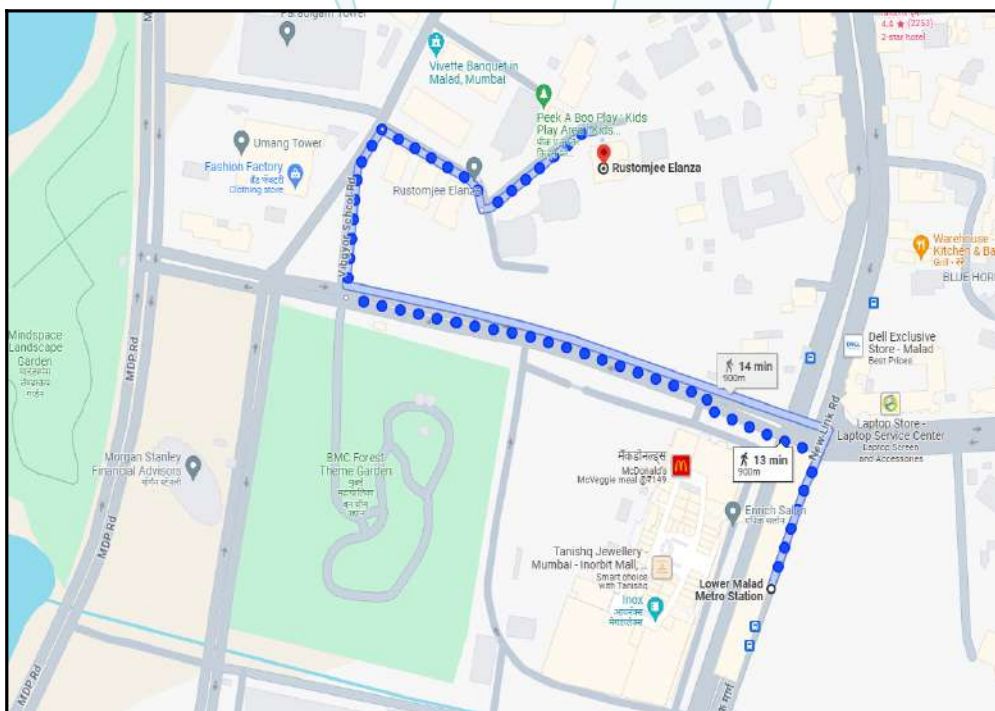 Paradigm Tower
4.4 ★ (2253)
2-star hotel
M
Vivette Banquet in
Malad, Mumbai
Peek A Boo Play : Kids
Play Area | Kids...
Umang Tower
Fashion Factory
Clothing store
Rustomjee Elanza
Rustomjee Elanza
Vibgyor School Rd
Warehouse -
Kitchen & Ba
Grill •
BLUE HOR
Mindspace
Landscape
Garden
MDP Rd
DELL
Dell Exclusive
Store - Malad
Best Prices
14 min
900m
New Link Rd
Laptop Store -
Laptop Service Center
Laptop Screen
and Accessories
Morgan Stanley
Financial Advisors
BMC Forest
Theme Garden
McDonald's
McVeggie meal @₹149
13 min
900m
Enrich Salon
MDP Rd
Tanishq Jewellery -
Mumbai - Inorbit Mall, ...
Smart choice
with Tanishq
Lower Malad
Metro Station
Inox
MDP Rd